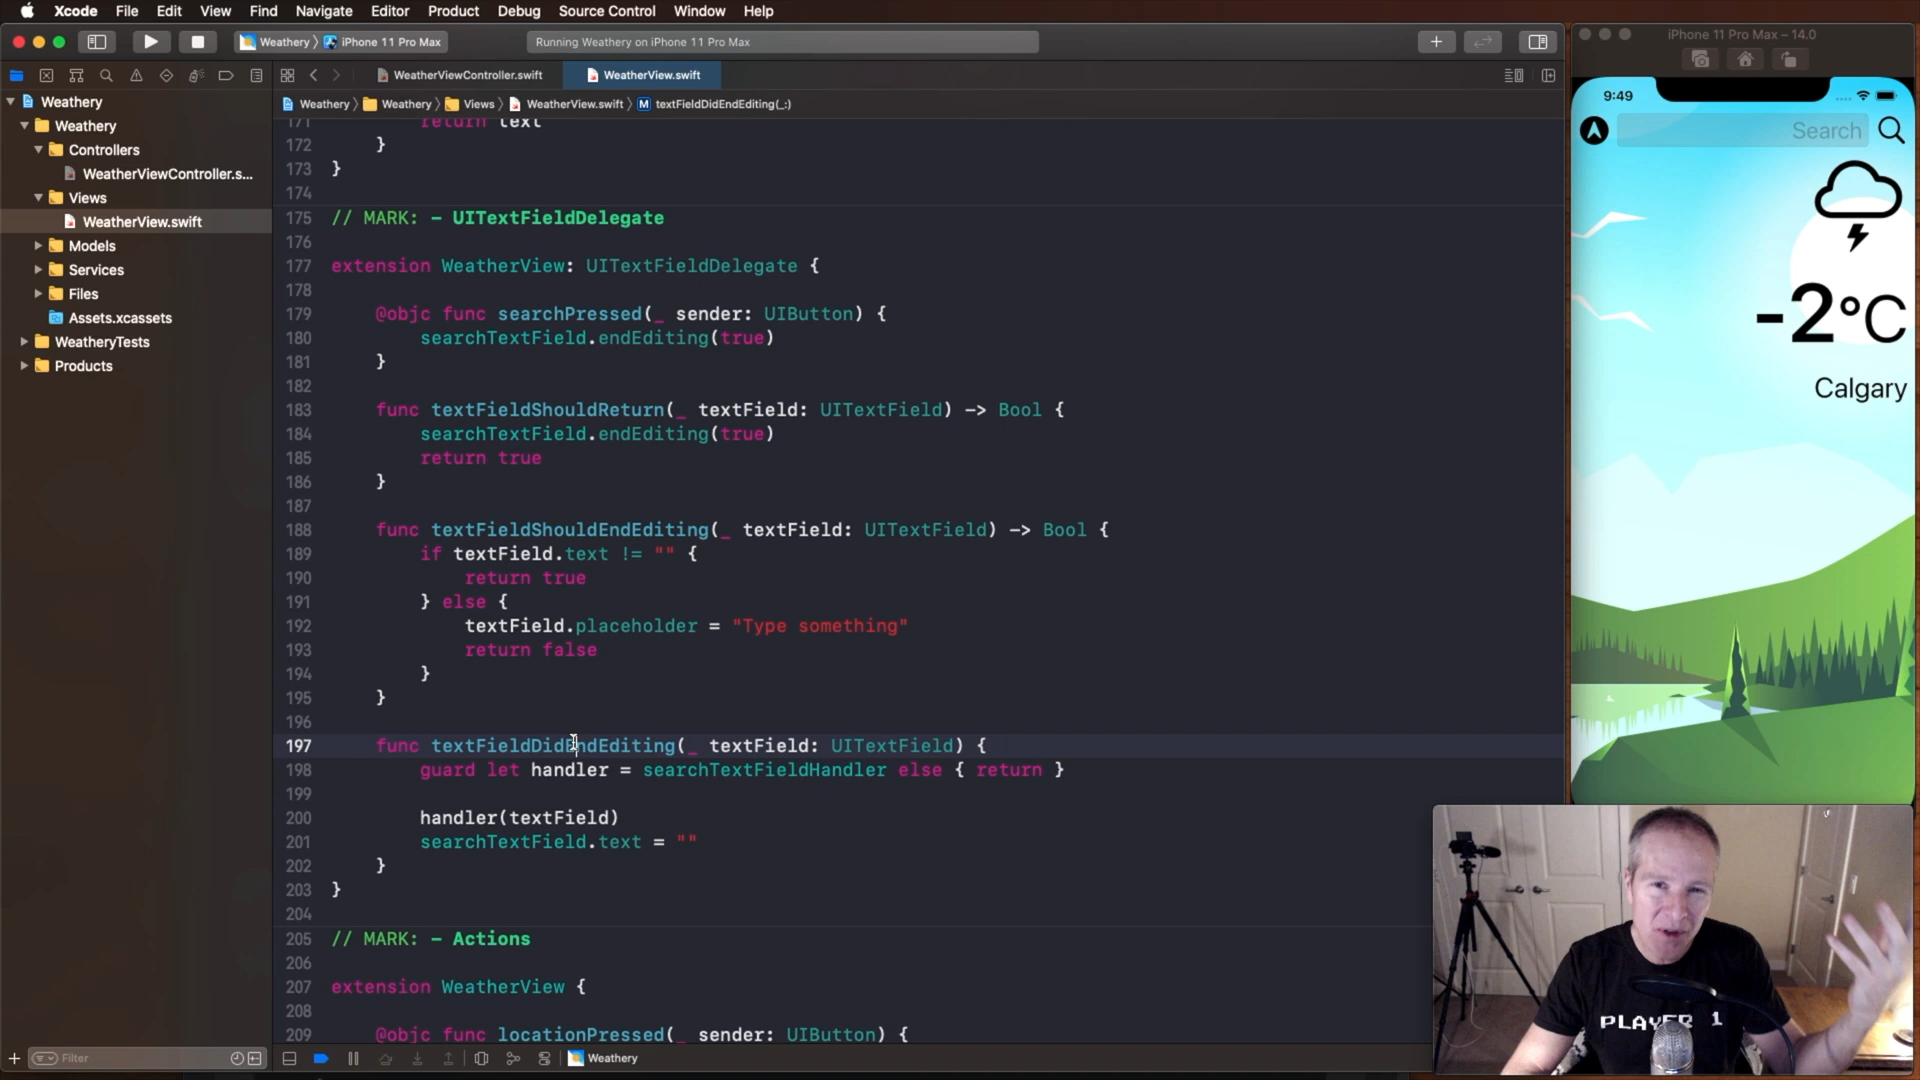 Xcode File Edit View Find Navigate Editor Product Debug Source Control Window Help
Weathery › iPhone 11 Pro Max
Running Weathery on iPhone 11 Pro Max
WeatherViewController.swift
WeatherView.swift
Weathery › Weathery › Views › WeatherView.swift › M textFieldDidEndEditing(_:)
Weathery
Weathery
Controllers
WeatherViewController.s...
Views
WeatherView.swift
Models
Services
Files
Assets.xcassets
WeatheryTests
Products
Filter
171 return text
172 }
173 }
174
175 // MARK: - UITextFieldDelegate
176
177 extension WeatherView: UITextFieldDelegate {
178
179 @objc func searchPressed(_ sender: UIButton) {
180 searchTextField.endEditing(true)
181 }
182
183 func textFieldShouldReturn(_ textField: UITextField) -> Bool {
184 searchTextField.endEditing(true)
185 return true
186 }
187
188 func textFieldShouldEndEditing(_ textField: UITextField) -> Bool {
189 if textField.text != "" {
190 return true
191 } else {
192 textField.placeholder = "Type something"
193 return false
194 }
195 }
196
197 func textFieldDidEndEditing(_ textField: UITextField) {
198 guard let handler = searchTextFieldHandler else { return }
199
200 handler(textField)
201 searchTextField.text = ""
202 }
203 }
204
205 // MARK: - Actions
206
207 extension WeatherView {
208
209 @objc func locationPressed(_ sender: UIButton) {
Weathery
iPhone 11 Pro Max – 14.0
9:49
Search
-2°C
Calgary
PLAYER 1